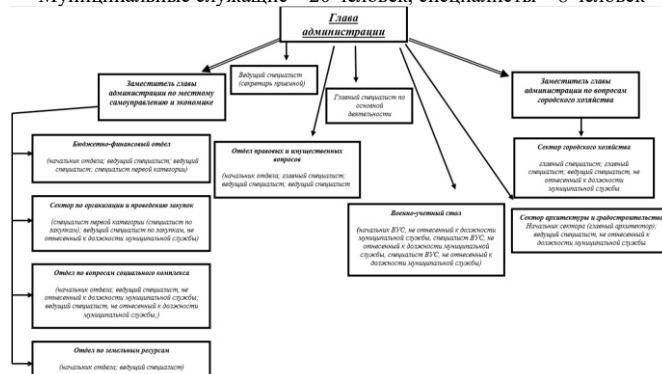 Муниципальные служащие – 20 человек, специалисты – 8 человек
Глава
администрации
Заместитель главы
администрации по местному
самоуправлению и экономике
Ведущий специалист
(секретарь приемной)
Главный специалист по
основной
деятельности
Заместитель главы
администрации по вопросам
городского хозяйства
Бюджетно-финансовый отдел
(начальник отдела; ведущий специалист; ведущий
специалист; специалист первой категории)
Отдел правовых и имущественных
вопросов
(начальник отдела; главный специалист;
ведущий специалист, ведущий специалист)
Сектор городского хозяйства
главный специалист; главный
специалист; ведущий специалист, не
отнесенный к должности
муниципальной службы
Сектор по организации и проведению закупок
(специалист первой категории (специалист по
закупкам); ведущий специалист по закупкам, не
отнесенный к должности муниципальной службы)
Военно-учетный стол
(начальник ВУС, не отнесенный к должности
муниципальной службы, специалист ВУС, не
отнесенный к должности муниципальной
службы, специалист ВУС, не отнесенный к
должности муниципальной службы)
Сектор архитектуры и градостроительства
Начальник сектора (главный архитектор);
ведущий специалист, не отнесенный к
должности муниципальной службы
Отдел по вопросам социального комплекса
(начальник отдела; ведущий специалист, не
отнесенный к должности муниципальной службы;
ведущий специалист, не отнесенный к должности
муниципальной службы;)
Отдел по земельным ресурсам
(начальник отдела; ведущий специалист)